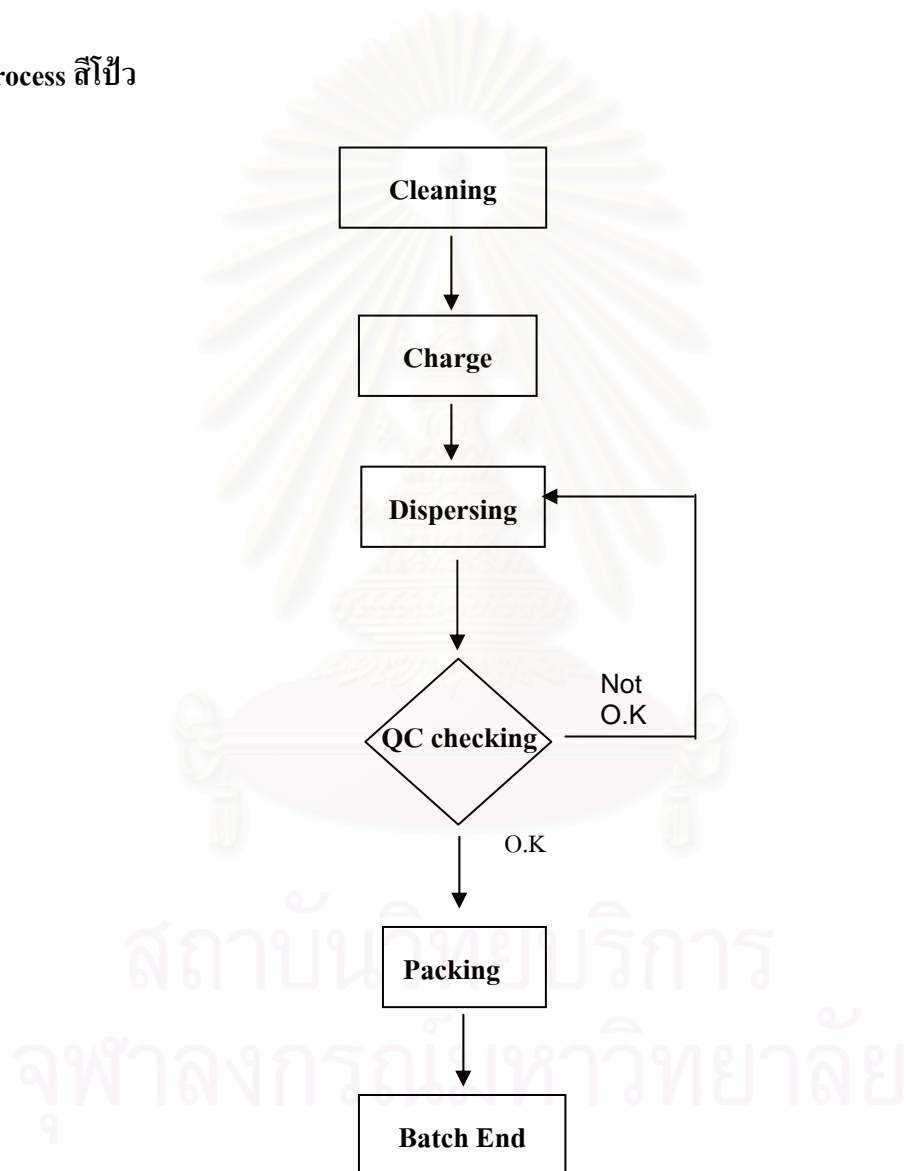 rocess สีโป้ว
Cleaning
Charge
Dispersing
Not
O.K
QC checking
O.K
สถาบันวิทยบริการ
Packing
จุฬาลงกรณ์มหาวิทยาลัย
Batch End